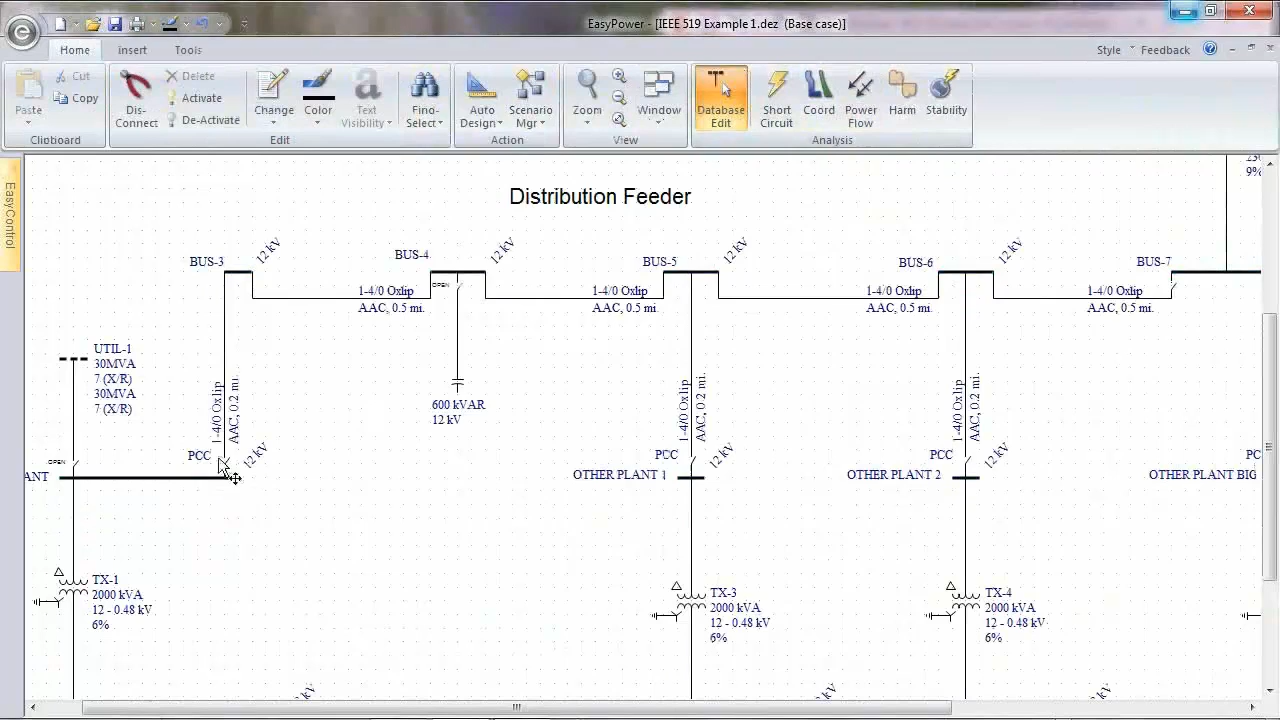 EasyPower - [IEEE 519 Example 1.dez (Base case)]
Home Insert Tools Style Feedback
Paste Cut Copy Clipboard
Dis-
Connect
Delete
Activate
De-Activate
Change Color
Text
Visibility
Find-
Select
Edit
Auto
Design
Scenario
Mgr
Action
Zoom Window
View
Database
Edit
Short
Circuit
Coord
Power
Flow
Harm Stability
Analysis
EasyControl
9%
Distribution Feeder
BUS-3 12 kV BUS-4 12 kV BUS-5 12 kV BUS-6 12 kV BUS-7
OPEN
1-4/0 Oxlip
AAC, 0.5 mi.
1-4/0 Oxlip
AAC, 0.5 mi.
1-4/0 Oxlip
AAC, 0.5 mi.
1-4/0 Oxlip
AAC, 0.5 mi.
UTIL-1
30MVA
7 (X/R)
30MVA
7 (X/R)
1-4/0 Oxlip
AAC, 0.2 mi.
600 kVAR
12 kV
1-4/0 Oxlip
AAC, 0.2 mi.
1-4/0 Oxlip
AAC, 0.2 mi.
OPEN
PCC 12 kV
PCC 12 kV
PCC 12 kV
PC
ANT
OTHER PLANT 1
OTHER PLANT 2
OTHER PLANT BIG
TX-1
2000 kVA
12 - 0.48 kV
6%
TX-3
2000 kVA
12 - 0.48 kV
6%
TX-4
2000 kVA
12 - 0.48 kV
6%
kV
kV
kV